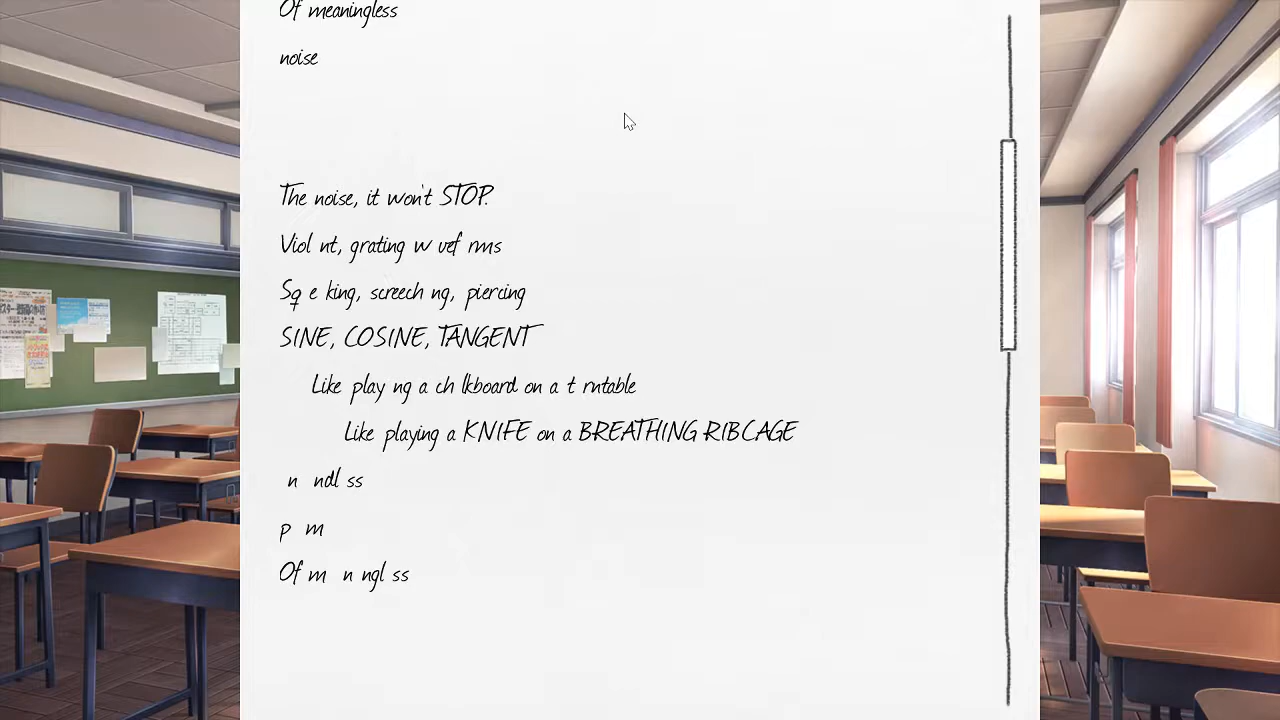 Of meaningless
noise
The noise, it won't STOP.
Viol nt, grating w vef rms
Sq e king, screech ng, piercing
SINE, COSINE, TANGENT
Like play ng a ch lkboard on a t rntable
Like playing a KNIFE on a BREATHING RIBCAGE
n ndl ss
p m
Of m n ngl ss